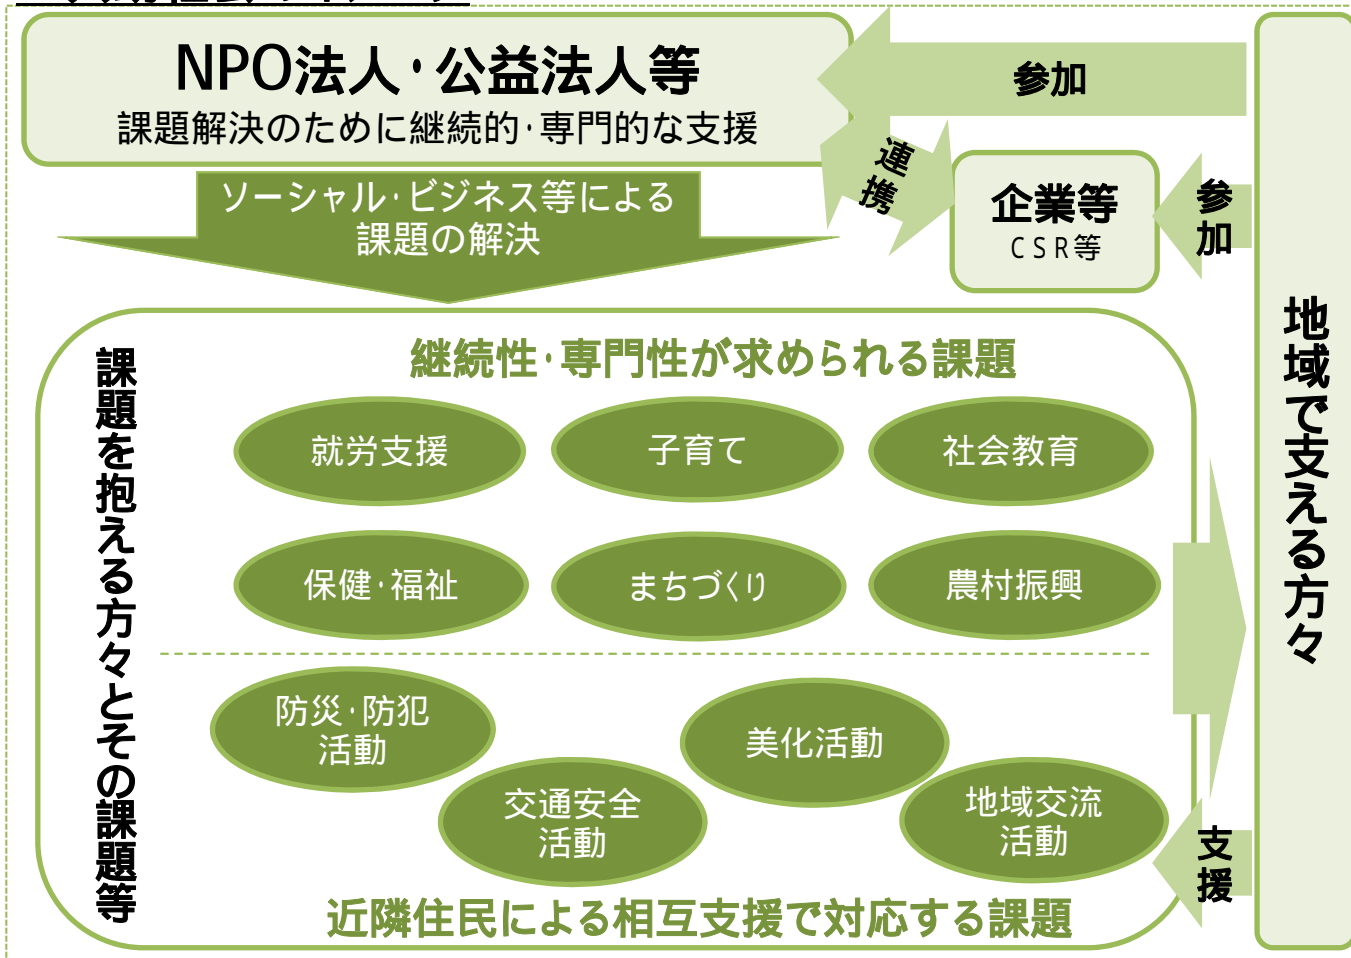 NPO法人・公益法人等
課題解決のために継続的・専門的な支援
参加
連携
企業等
CSR等
参加
ソーシャル・ビジネス等による
課題の解決
地域で支える方々
課題を抱える方々とその課題等
継続性・専門性が求められる課題
就労支援
子育て
社会教育
保健・福祉
まちづくり
農村振興
防災・防犯
活動
美化活動
交通安全
活動
地域交流
活動
支援
近隣住民による相互支援で対応する課題